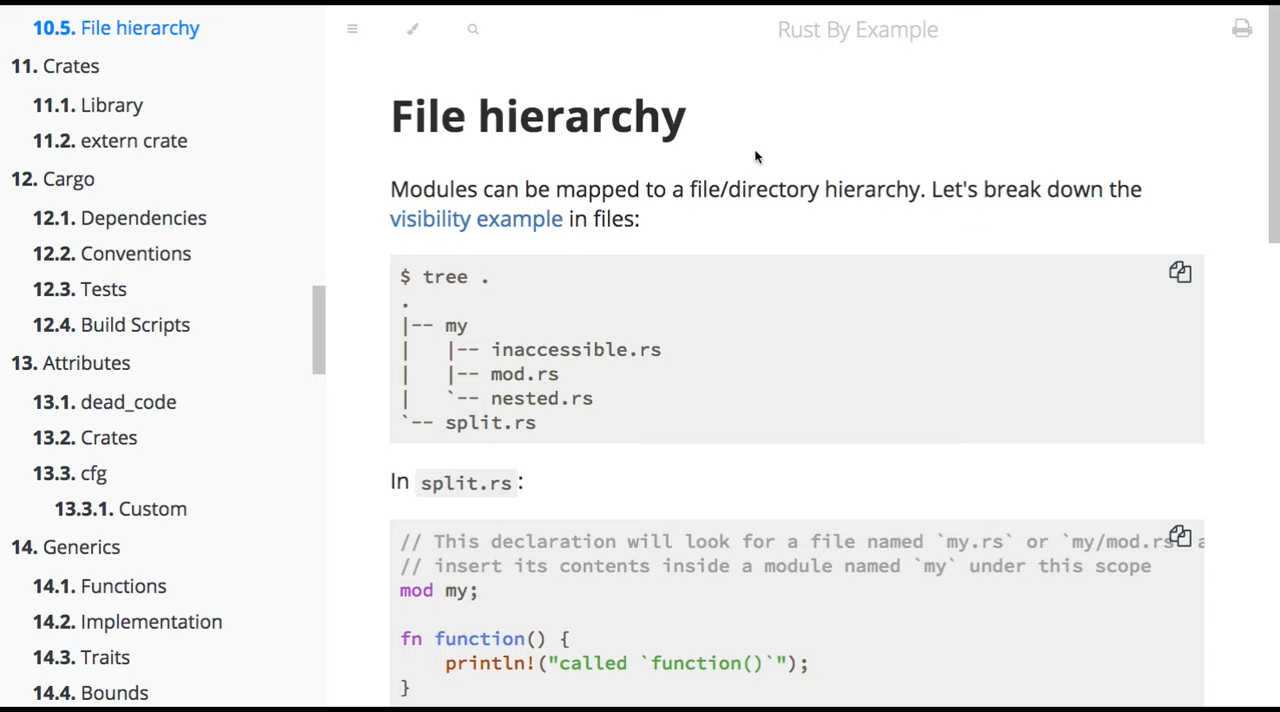 10.5. File hierarchy
11. Crates
11.1. Library
11.2. extern crate
12. Cargo
12.1. Dependencies
12.2. Conventions
12.3. Tests
12.4. Build Scripts
13. Attributes
13.1. dead_code
13.2. Crates
13.3. cfg
13.3.1. Custom
14. Generics
14.1. Functions
14.2. Implementation
14.3. Traits
14.4. Bounds
Rust By Example
File hierarchy
Modules can be mapped to a file/directory hierarchy. Let's break down the
visibility example in files:
$ tree .
.
|-- my
|   |-- inaccessible.rs
|   |-- mod.rs
|   `-- nested.rs
`-- split.rs
In split.rs:
// This declaration will look for a file named `my.rs` or `my/mod.rs
// insert its contents inside a module named `my` under this scope
mod my;
fn function() {
    println!("called `function()`");
}